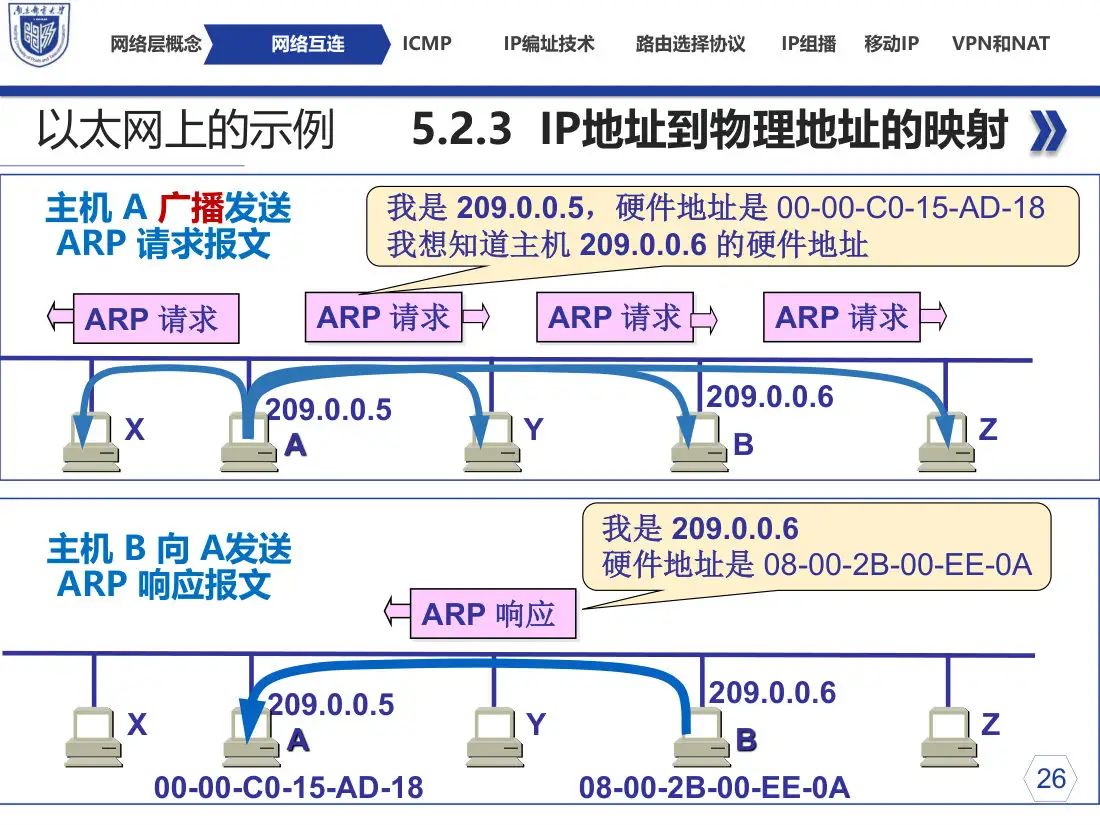 网络层概念 网络互连 ICMP IP编址技术 路由选择协议 IP组播 移动IP VPN和NAT
以太网上的示例 5.2.3 IP地址到物理地址的映射
主机 A 广播发送
ARP 请求报文
我是 209.0.0.5，硬件地址是 00-00-C0-15-AD-18
我想知道主机 209.0.0.6 的硬件地址
ARP 请求 ARP 请求 ARP 请求 ARP 请求
209.0.0.5 209.0.0.6
X A Y B Z
主机 B 向 A发送
ARP 响应报文
我是 209.0.0.6
硬件地址是 08-00-2B-00-EE-0A
ARP 响应
209.0.0.5 209.0.0.6
X A Y B Z
00-00-C0-15-AD-18 08-00-2B-00-EE-0A
26